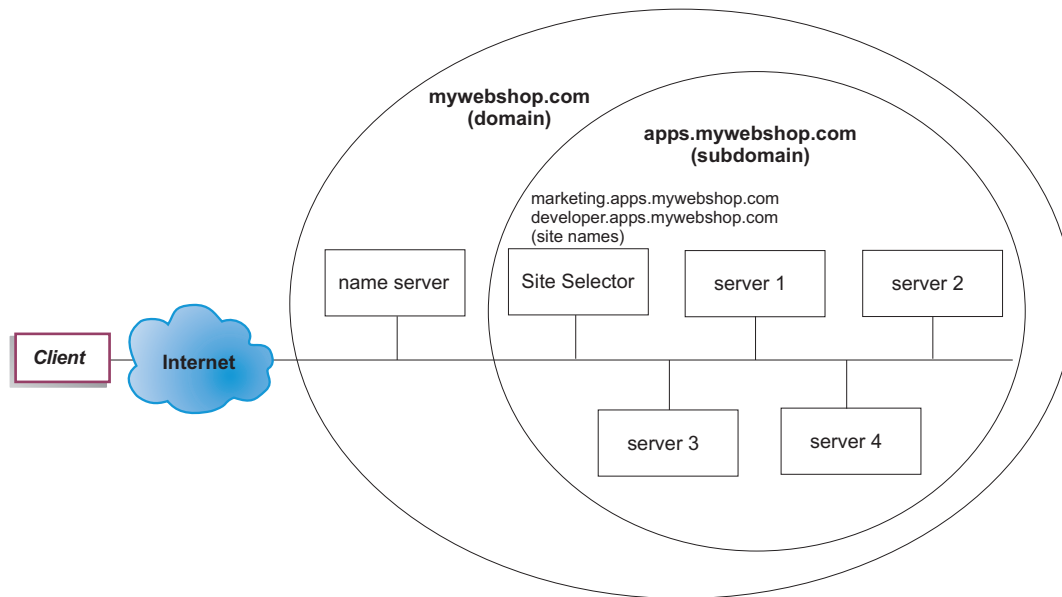 mywebshop.com
(domain)
apps.mywebshop.com
(subdomain)
marketing.apps.mywebshop.com
developer.apps.mywebshop.com
(site names)
name server
Site Selector
server 1
server 2
Client
Internet
server 3
server 4